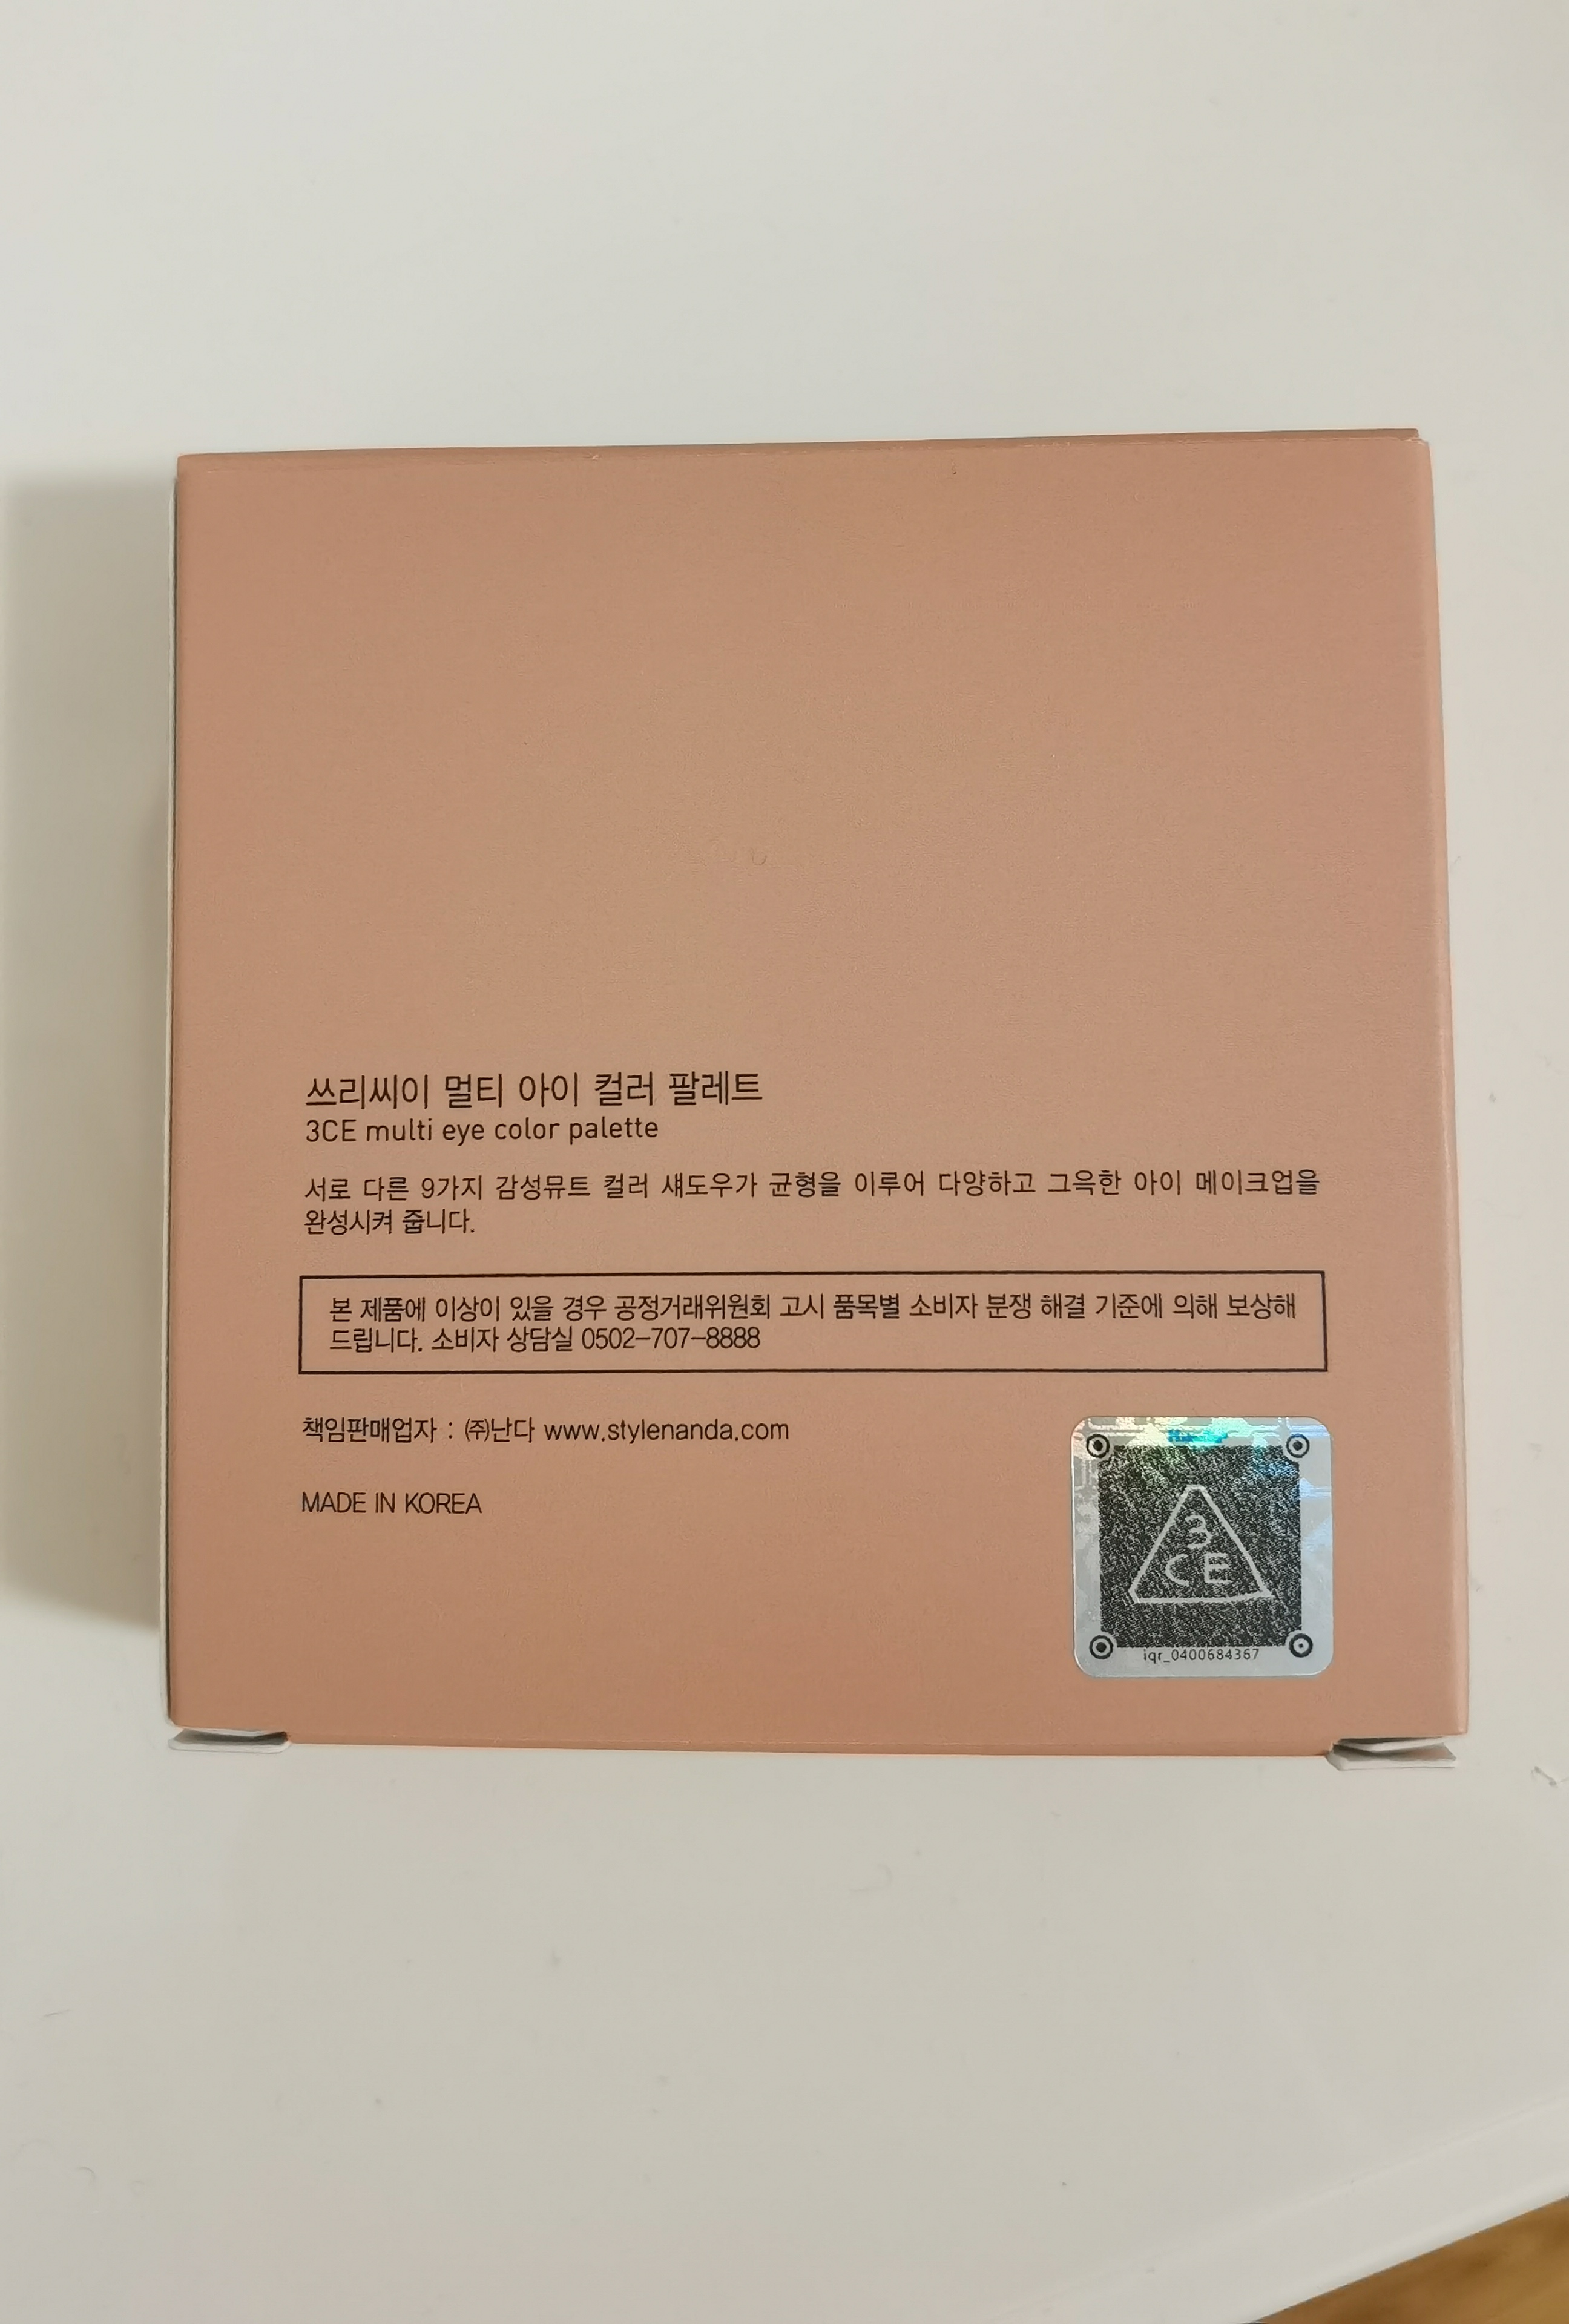 쓰리씨이 멀티 아이 컬러 팔레트
3CE multi eye color palette
서로 다른 9가지 감성뮤트 컬러 섀도우가 균형을 이루어 다양하고 그윽한 아이 메이크업을
완성시켜 줍니다.
본 제품에 이상이 있을 경우 공정거래위원회 고시 품목별 소비자 분쟁 해결 기준에 의해 보상해
드립니다. 소비자 상담실 0502-707-8888
책임판매업자 : ㈜난다 www.stylenanda.com
MADE IN KOREA
3
CE
iqr_0400684367